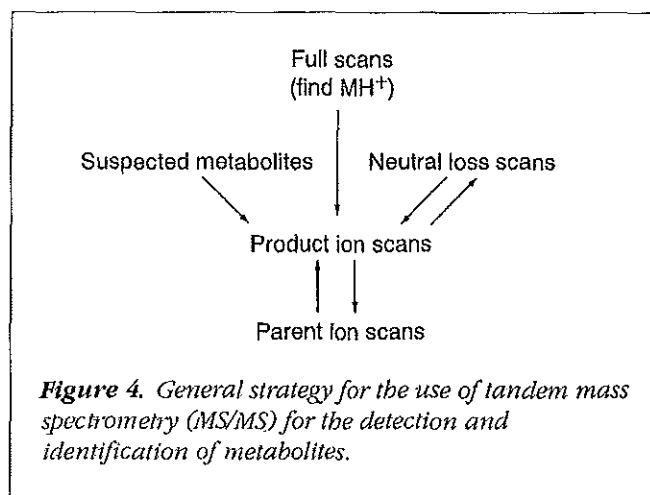 Full scans
(find MH+)
Suspected metabolites Neutral loss scans
Product ion scans
Parent ion scans
Figure 4. General strategy for the use of tandem mass
spectrometry (MS/MS) for the detection and
identification of metabolites.